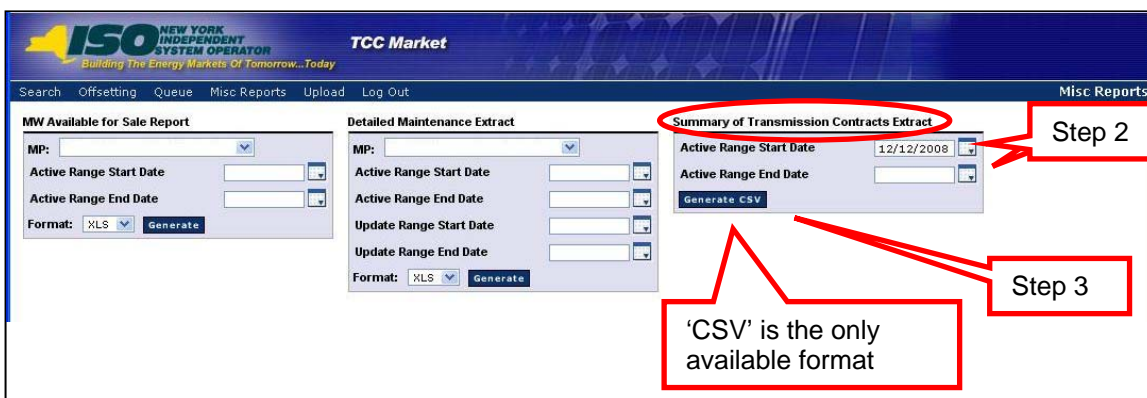 ISO NEW YORK INDEPENDENT SYSTEM OPERATOR
Building The Energy Markets Of Tomorrow...Today
TCC Market
Search Offsetting Queue Misc Reports Upload Log Out Misc Reports
MW Available for Sale Report
MP:
Active Range Start Date
Active Range End Date
Format: XLS Generate
Detailed Maintenance Extract
MP:
Active Range Start Date
Active Range End Date
Update Range Start Date
Update Range End Date
Format: XLS Generate
Summary of Transmission Contracts Extract
Active Range Start Date 12/12/2008
Active Range End Date
Generate CSV
Step 2
Step 3
‘CSV’ is the only
available format